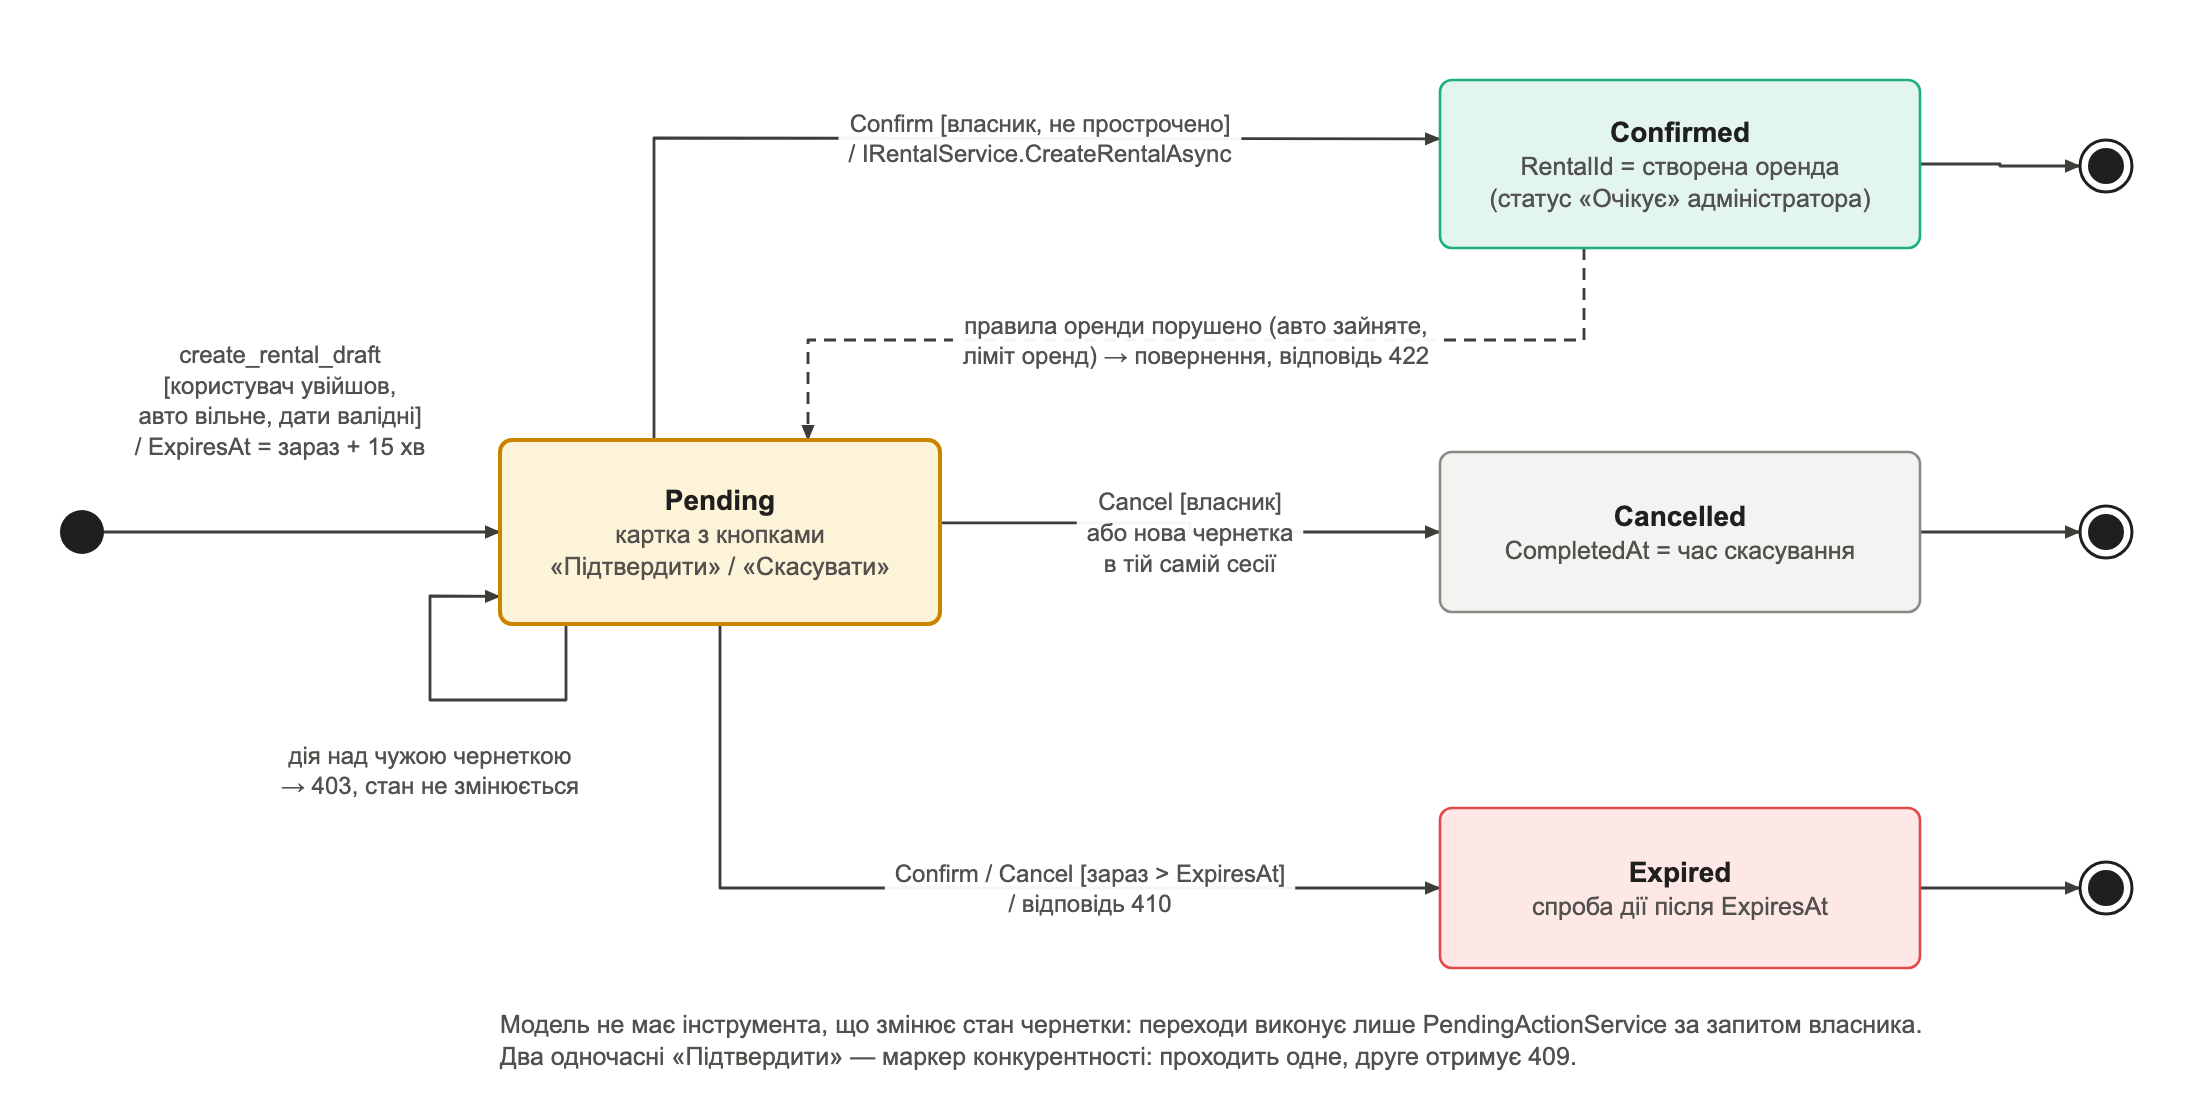 Confirm [власник, не прострочено]
/ IRentalService.CreateRentalAsync
Confirmed
RentalId = створена оренда
(статус «Очікує» адміністратора)
правила оренди порушено (авто зайняте,
ліміт оренд) → повернення, відповідь 422
create_rental_draft
[користувач увійшов,
авто вільне, дати валідні]
/ ExpiresAt = зараз + 15 хв
Pending
картка з кнопками
«Підтвердити» / «Скасувати»
Cancel [власник]
або нова чернетка
в тій самій сесії
Cancelled
CompletedAt = час скасування
дія над чужою чернеткою
→ 403, стан не змінюється
Confirm / Cancel [зараз > ExpiresAt]
/ відповідь 410
Expired
спроба дії після ExpiresAt
Модель не має інструмента, що змінює стан чернетки: переходи виконує лише PendingActionService за запитом власника.
Два одночасні «Підтвердити» — маркер конкурентності: проходить одне, друге отримує 409.